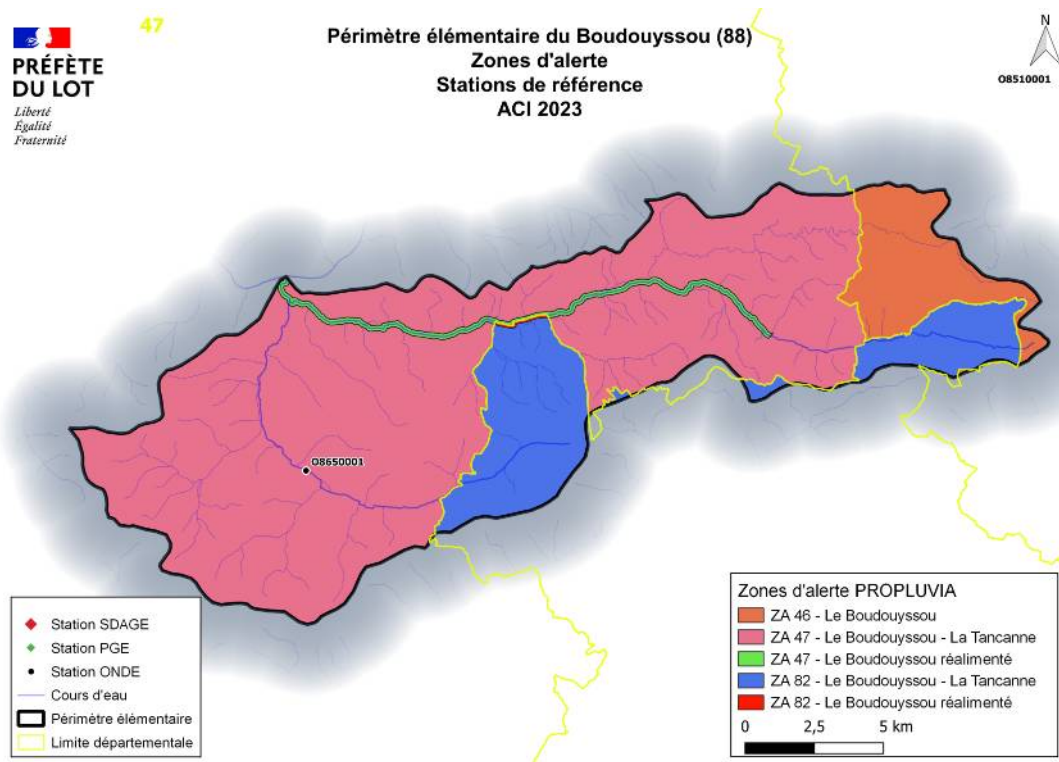 47
PRÉFÈTE
DU LOT
Liberté
Égalité
Fraternité
Périmètre élémentaire du Boudouyssou (88)
Zones d'alerte
Stations de référence
ACI 2023
N
O8510001
O8650001
Station SDAGE
Station PGE
Station ONDE
Cours d'eau
Périmètre élémentaire
Limite départementale
Zones d'alerte PROPLUVIA
ZA 46 - Le Boudouyssou
ZA 47 - Le Boudouyssou - La Tancanne
ZA 47 - Le Boudouyssou réalimenté
ZA 82 - Le Boudouyssou - La Tancanne
ZA 82 - Le Boudouyssou réalimenté
0 2,5 5 km